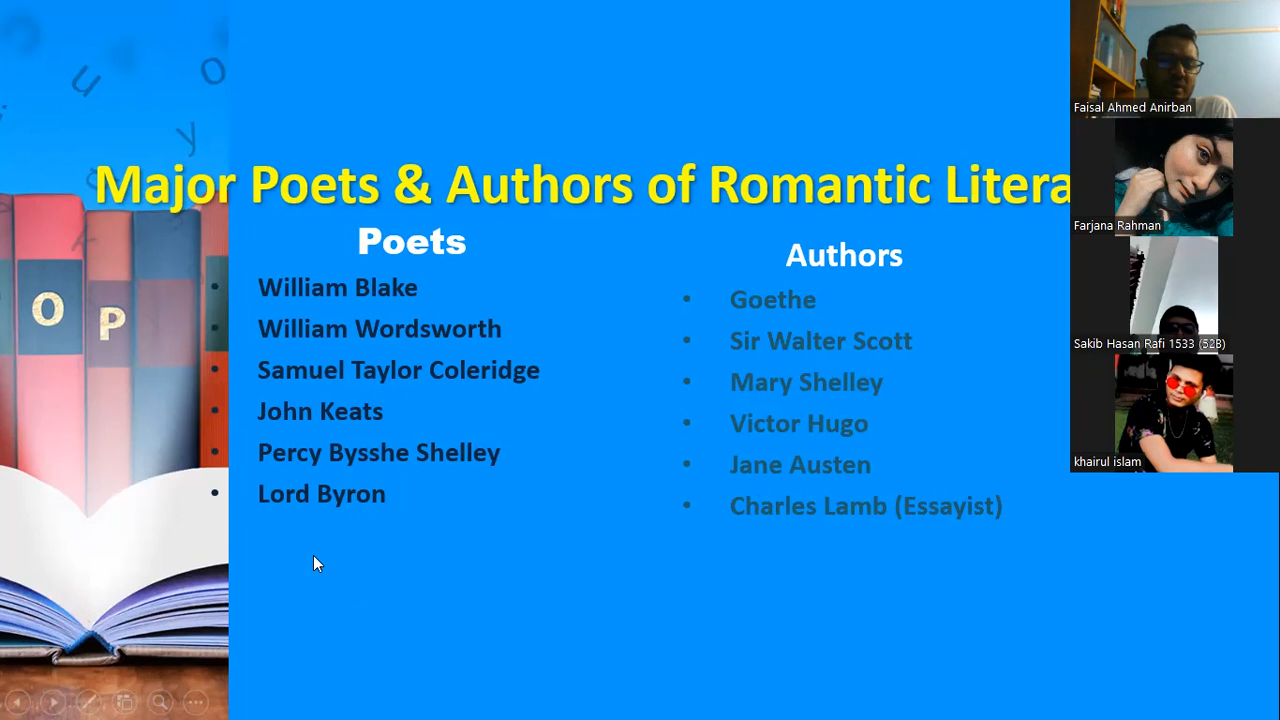 Major Poets & Authors of Romantic Litera
Poets
William Blake
William Wordsworth
Samuel Taylor Coleridge
John Keats
Percy Bysshe Shelley
Lord Byron
Authors
• Goethe
• Sir Walter Scott
• Mary Shelley
• Victor Hugo
• Jane Austen
• Charles Lamb (Essayist)
Faisal Ahmed Anirban
Farjana Rahman
Sakib Hasan Rafi 1533 (52B)
khairul islam
u
o
y
O
P